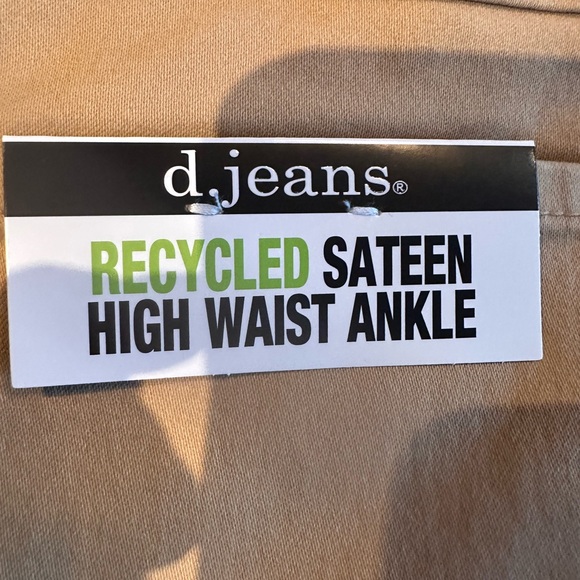 d.jeans®
RECYCLED SATEEN
HIGH WAIST ANKLE